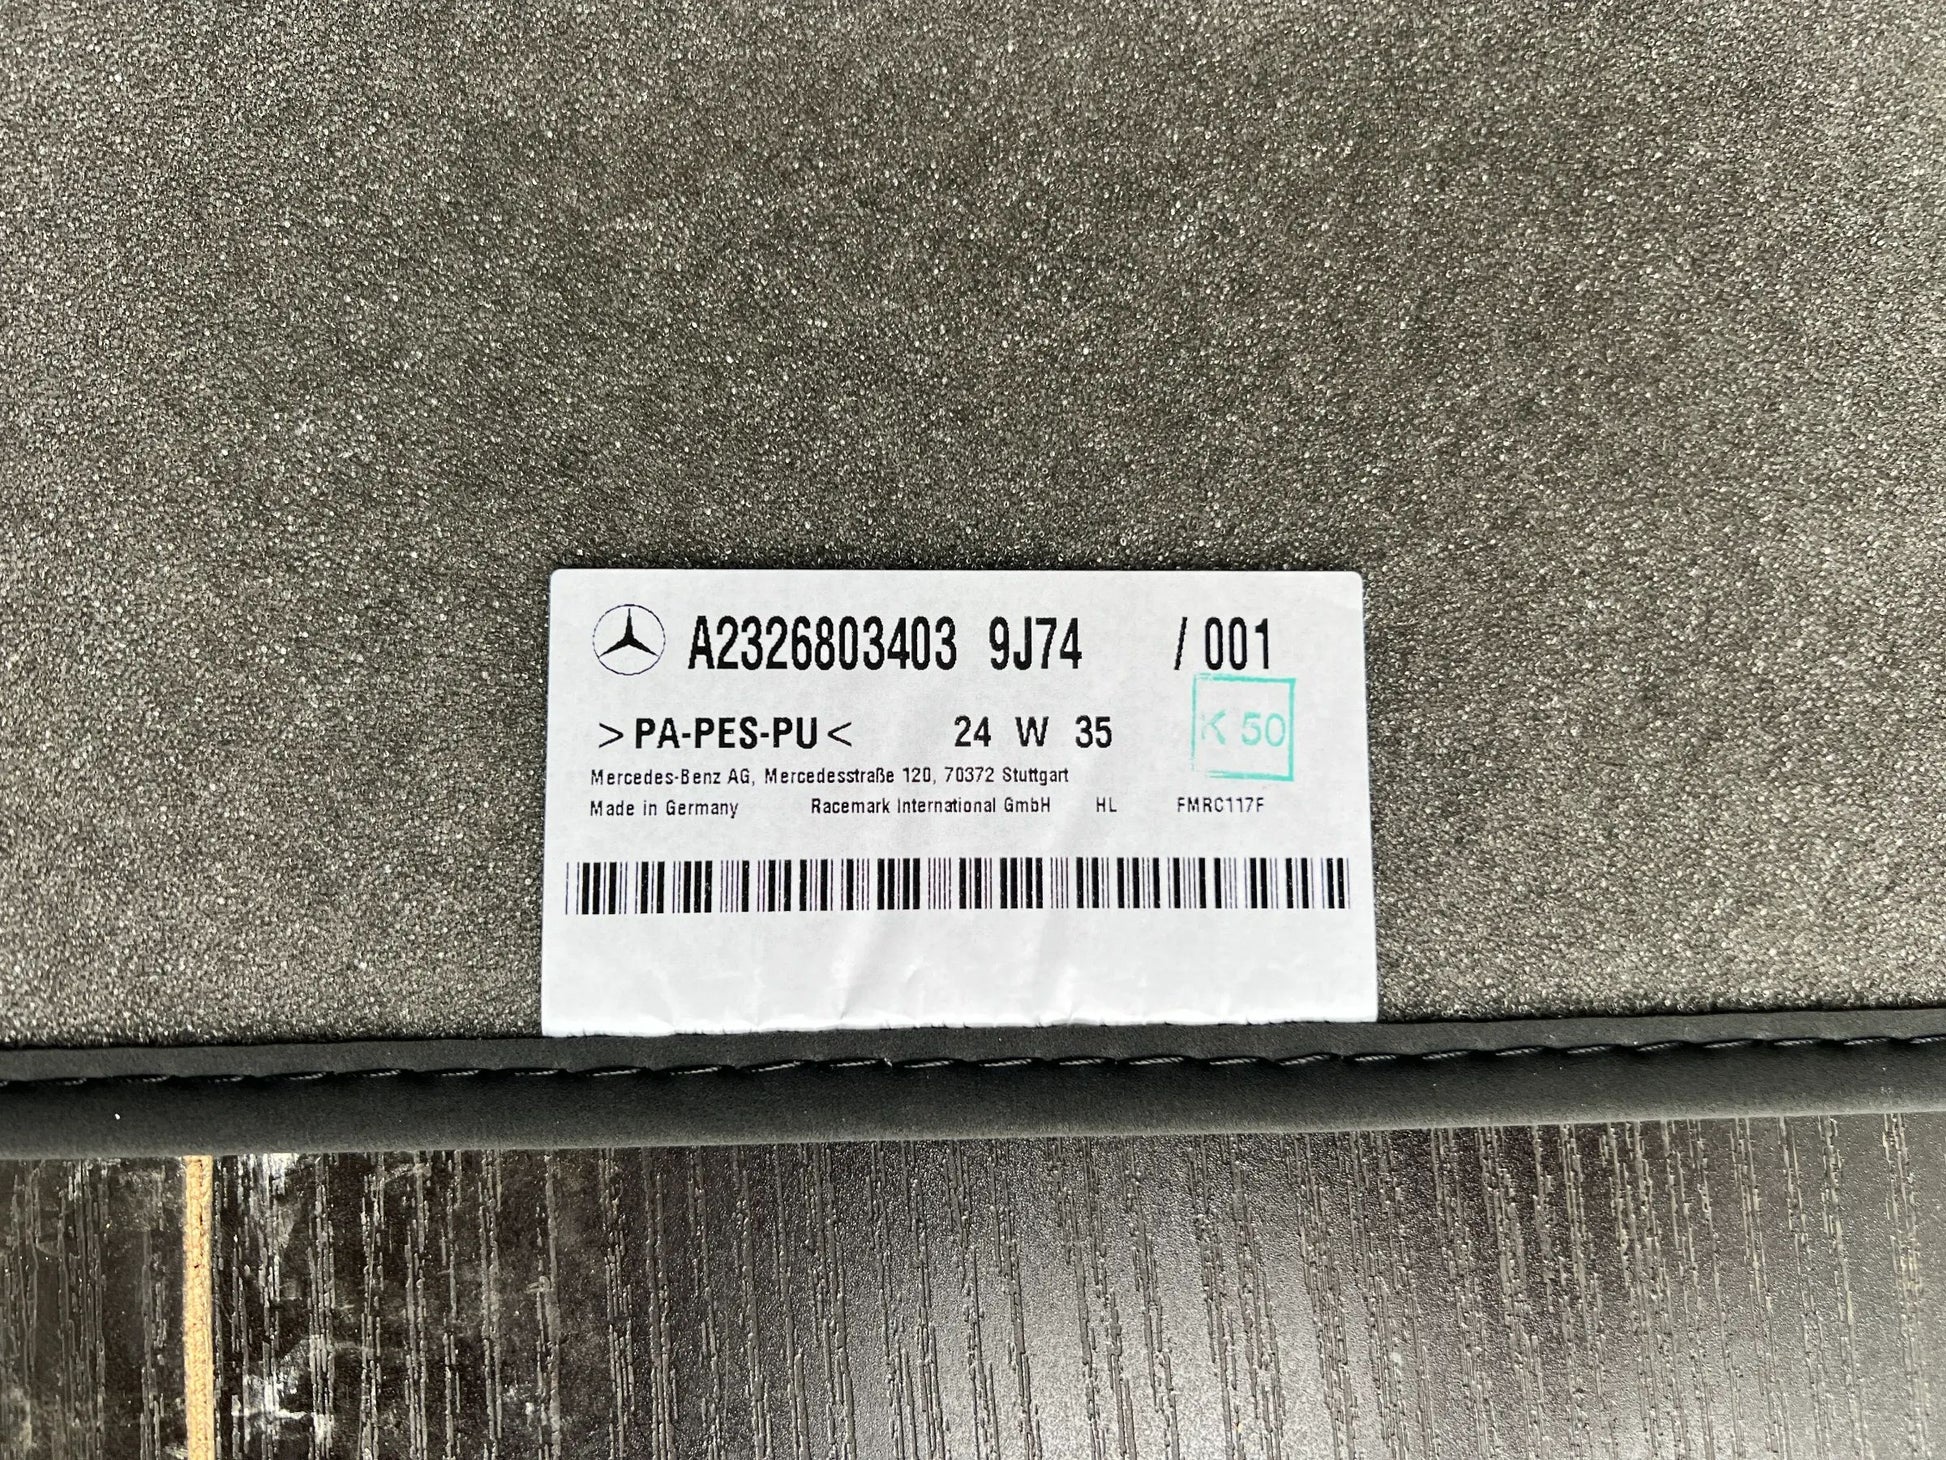 A2326803403 9J74 / 001
>PA-PES-PU< 24 W 35 K 50
Mercedes-Benz AG, Mercedesstraße 120, 70372 Stuttgart
Made in Germany Racemark International GmbH HL FMRC117F